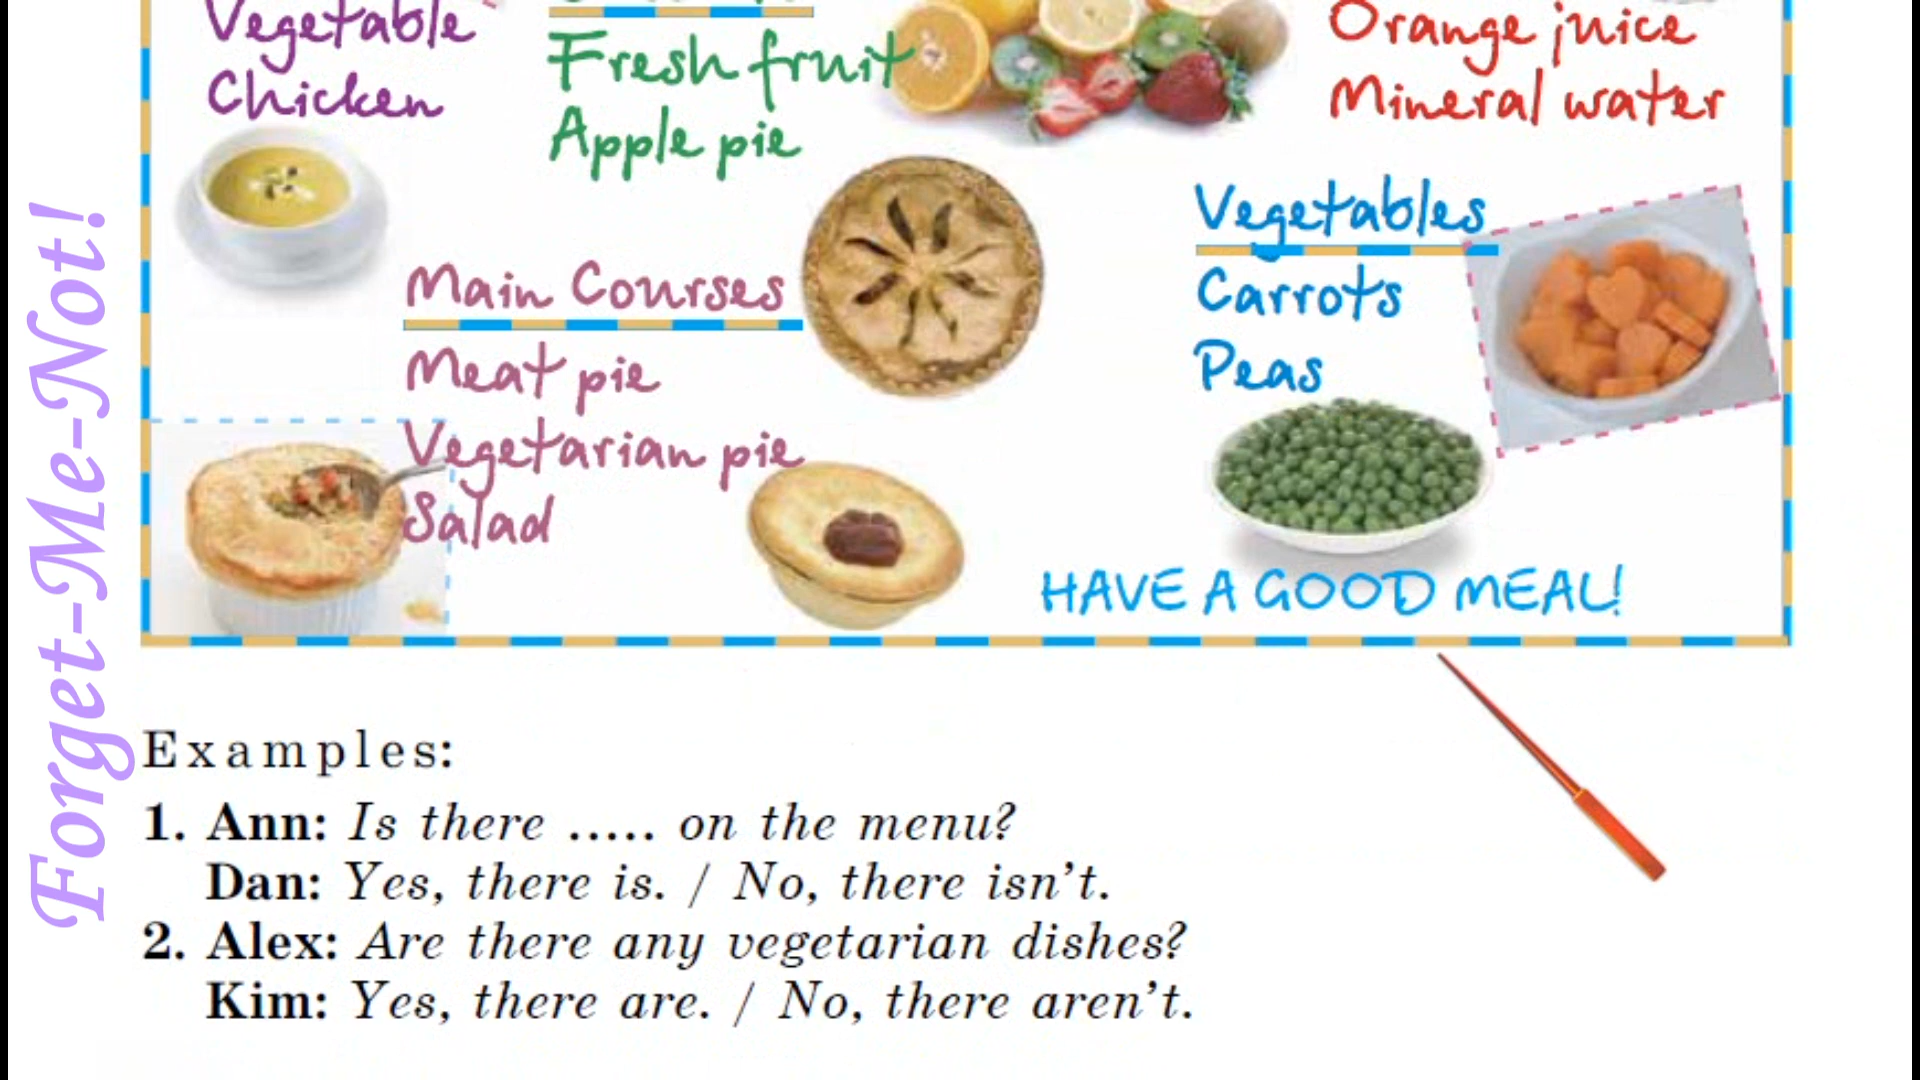 Vegetable
Chicken
Fresh fruit
Apple pie
Orange juice
Mineral water
Main Courses
Meat pie
Vegetarian pie
Salad
Vegetables
Carrots
Peas
HAVE A GOOD MEAL!
Forget-Me-Not!
Examples:
1. Ann: Is there ..... on the menu?
Dan: Yes, there is. / No, there isn't.
2. Alex: Are there any vegetarian dishes?
Kim: Yes, there are. / No, there aren't.